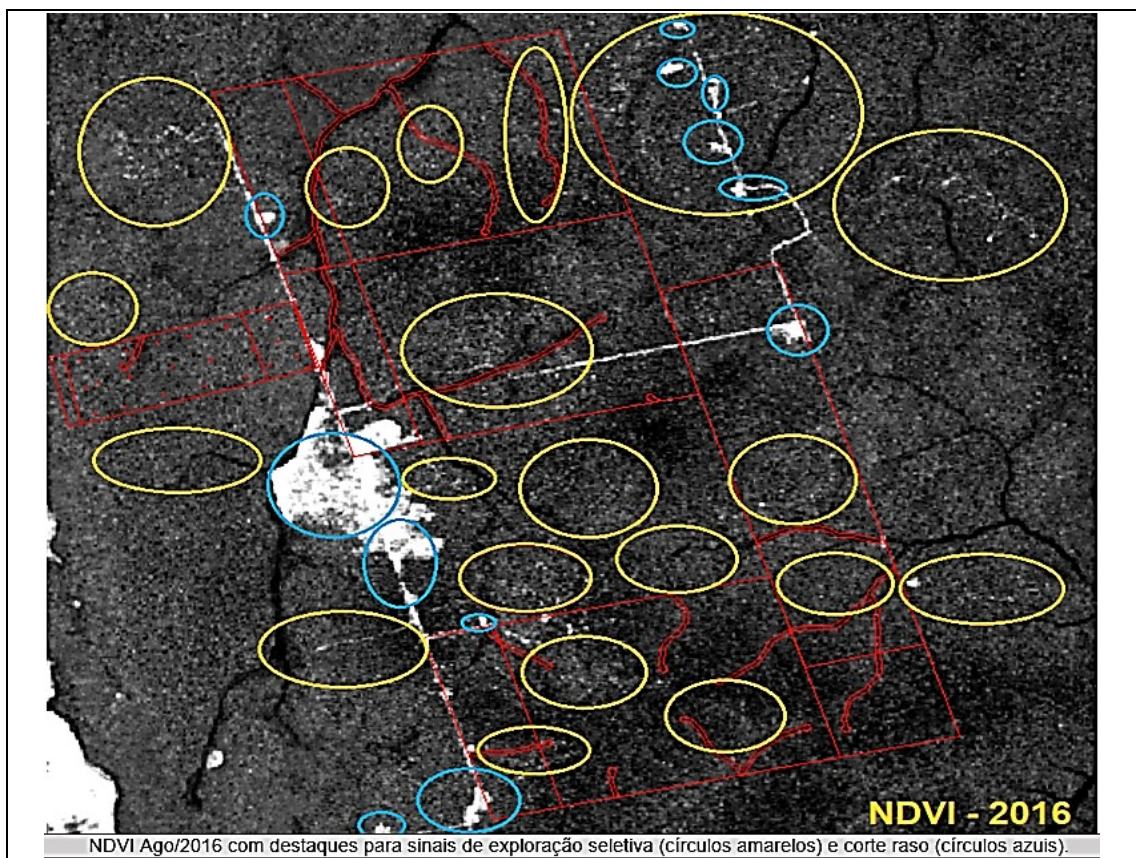 NDVI - 2016
NDVI Ago/2016 com destaques para sinais de exploração seletiva (círculos amarelos) e corte raso (círculos azuis).